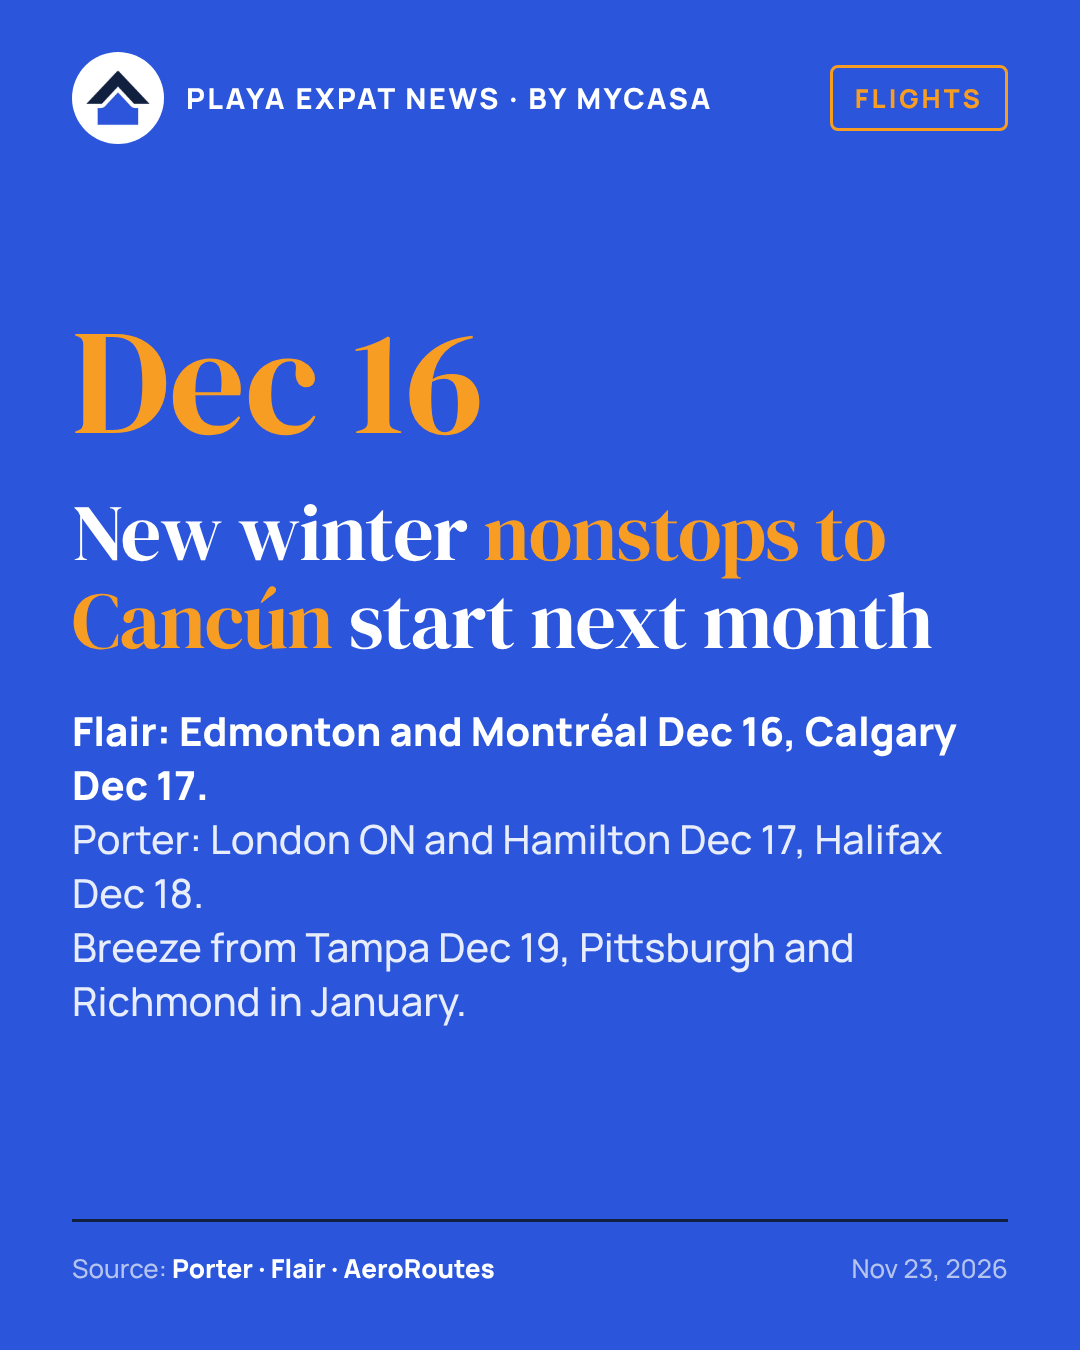 PLAYA EXPAT NEWS · BY MYCASA
FLIGHTS
Dec 16
New winter nonstops to
Cancún start next month
Flair: Edmonton and Montréal Dec 16, Calgary
Dec 17.
Porter: London ON and Hamilton Dec 17, Halifax
Dec 18.
Breeze from Tampa Dec 19, Pittsburgh and
Richmond in January.
Source: Porter · Flair · AeroRoutes
Nov 23, 2026